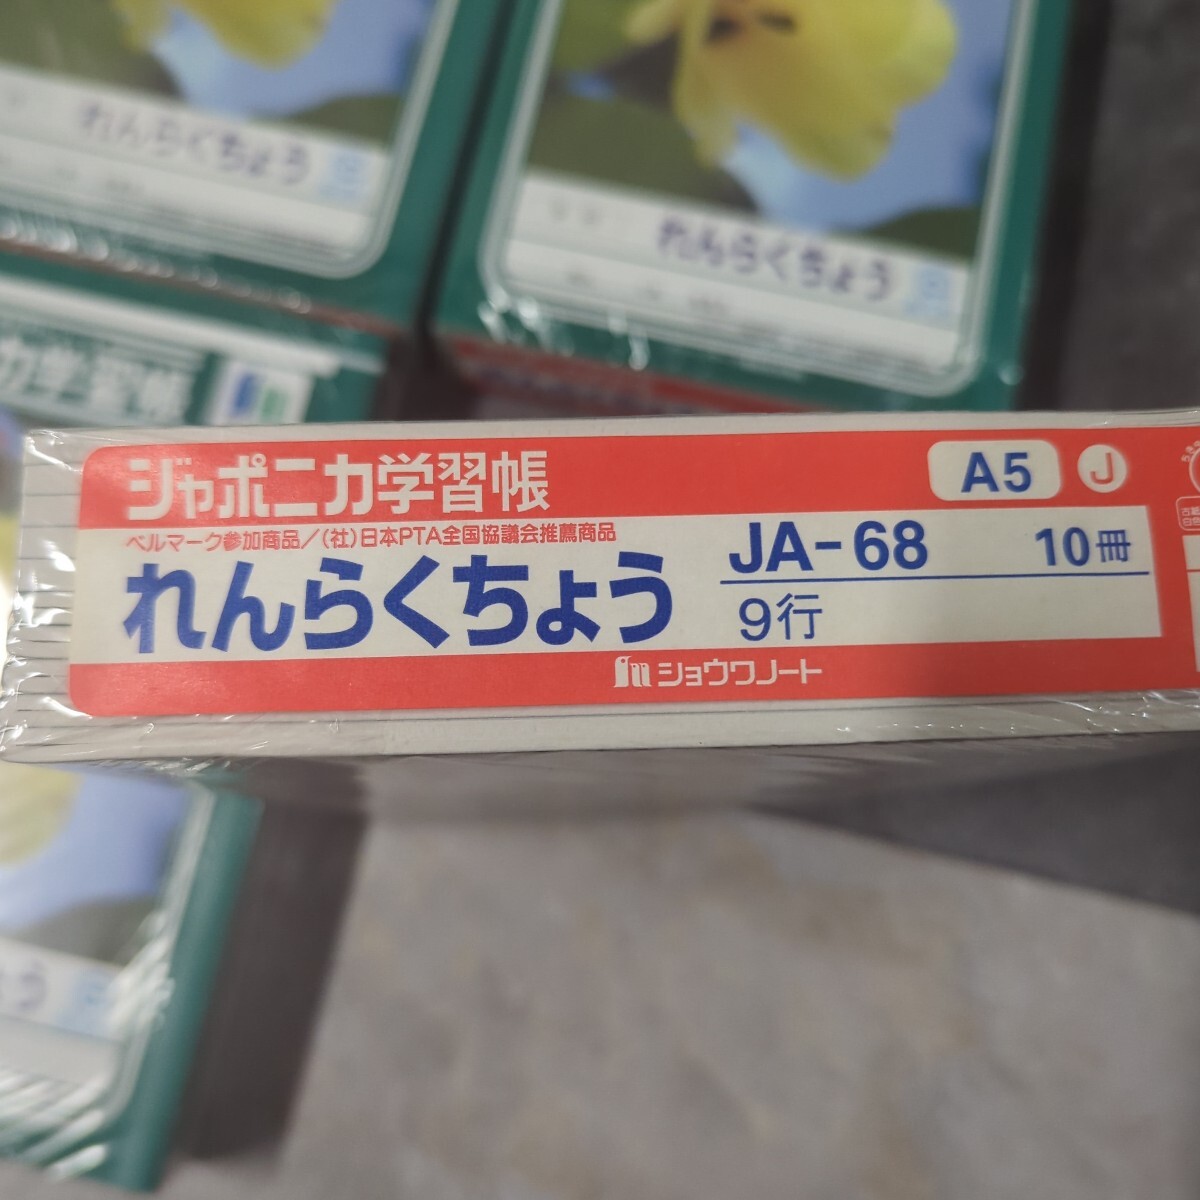 れんらくちょう
れんらくちょう
カ学習帳
ジャポニカ学習帳
A5
J
ベルマーク参加商品/(社)日本PTA全国協議会推薦商品
れんらくちょう
JA-68
10冊
9行
ショウワノート